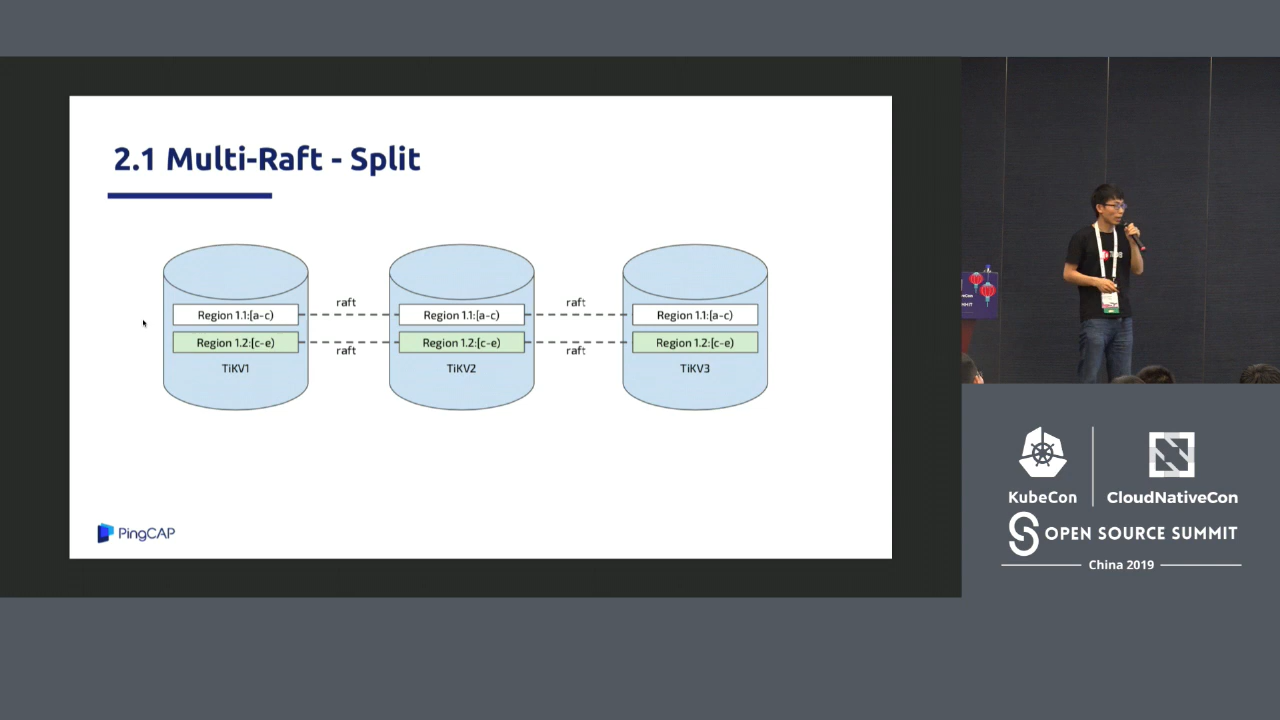 2.1 Multi-Raft - Split
raft
raft
Region 1.1:[a-c)
Region 1.1:[a-c)
Region 1.1:[a-c)
Region 1.2:[c-e)
Region 1.2:[c-e)
Region 1.2:[c-e)
raft
raft
TiKV1
TiKV2
TiKV3
PingCAP
KubeCon
CloudNativeCon
OPEN SOURCE SUMMIT
China 2019